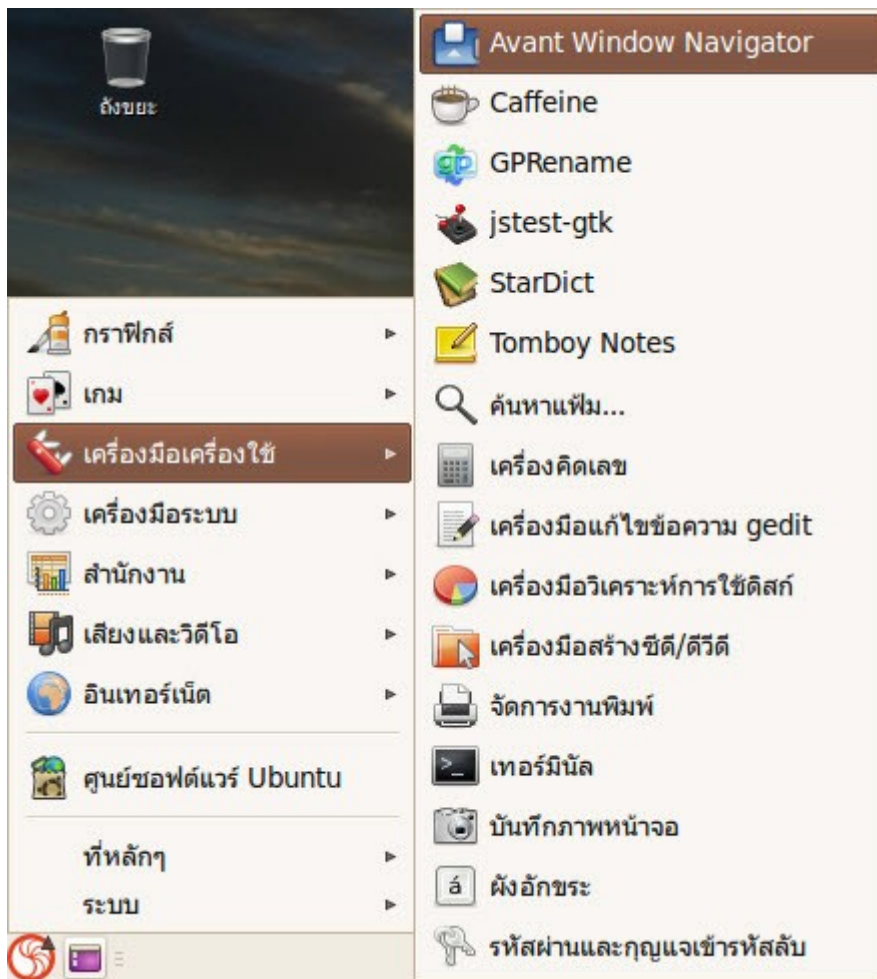 ถังขยะ
กราฟิกส์
เกม
เครื่องมือเครื่องใช้
เครื่องมือระบบ
สำนักงาน
เสียงและวิดีโอ
อินเทอร์เน็ต
ศูนย์ซอฟต์แวร์ Ubuntu
ที่หลักๆ
ระบบ
Avant Window Navigator
Caffeine
GPRename
jstest-gtk
StarDict
Tomboy Notes
ค้นหาแฟ้ม...
เครื่องคิดเลข
เครื่องมือแก้ไขข้อความ gedit
เครื่องมือวิเคราะห์การใช้ดิสก์
เครื่องมือสร้างซีดี/ดีวีดี
จัดการงานพิมพ์
เทอร์มินัล
บันทึกภาพหน้าจอ
ผังอักขระ
รหัสผ่านและกุญแจเข้ารหัสลับ